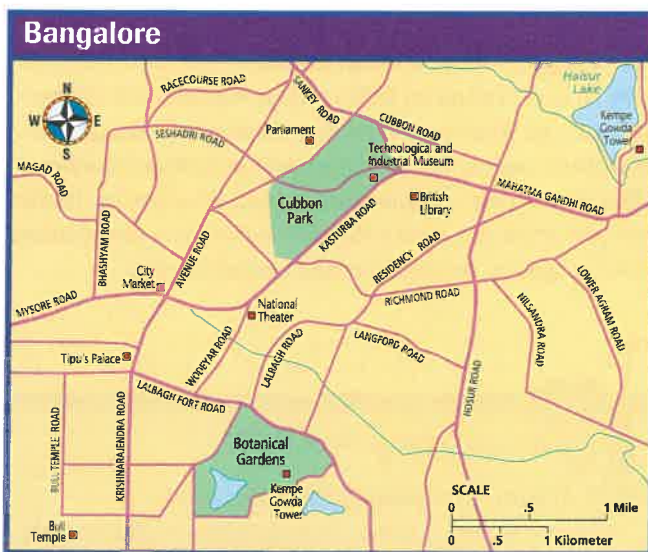 Bangalore
N
W E
S
RACECOURSE ROAD
SANKEY ROAD
Halsur
Lake
Kempe
Gowda
Tower
CUBBON ROAD
Parliament
SESHADRI ROAD
Technological and
Industrial Museum
MAGAD ROAD
MAHATMA GANDHI ROAD
British
Library
Cubbon
Park
KASTURBA ROAD
BHASHYAM ROAD
AVENUE ROAD
RESIDENCY ROAD
City
Market
RICHMOND ROAD
MYSORE ROAD
National
Theater
NILSANDRA ROAD
LOWER AGRAM ROAD
WODEYAR ROAD
LALBAGH ROAD
LANGFORD ROAD
Tipu's Palace
LALBAGH FORT ROAD
HOSUR ROAD
BULL TEMPLE ROAD
KRISHNARAJENDRA ROAD
Botanical
Gardens
Kempe
Gowda
Tower
Bull
Temple
SCALE
0 .5 1 Mile
0 .5 1 Kilometer